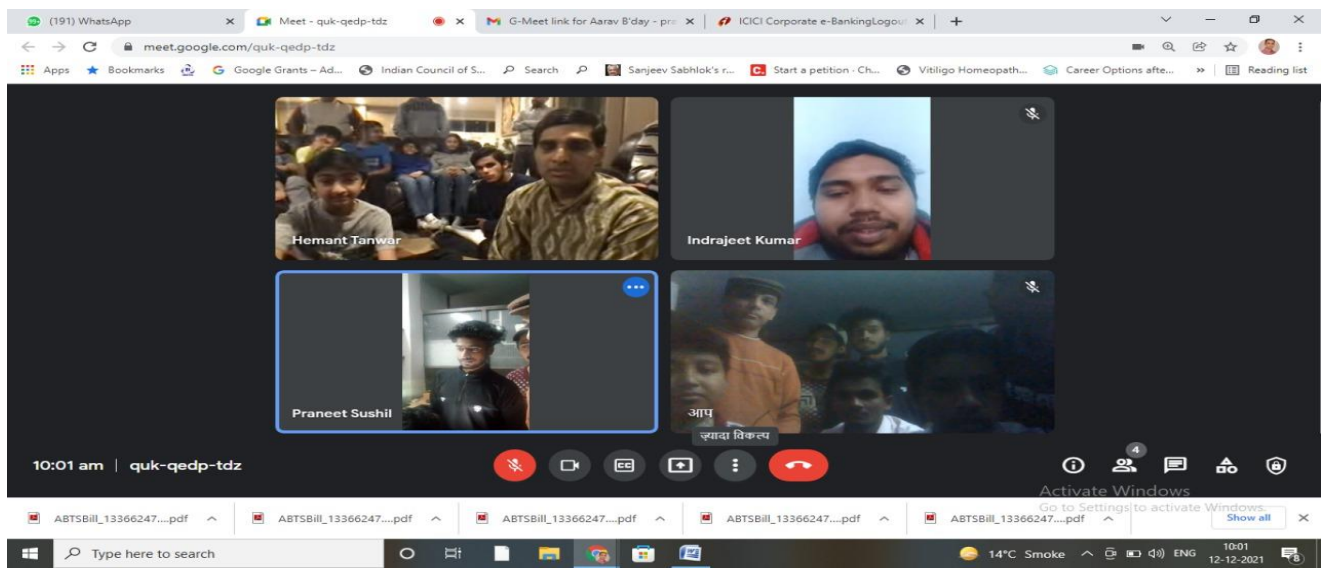 (191) WhatsApp
Meet - quk-qedp-tdz
G-Meet link for Aarav B'day - pra
ICICI Corporate e-BankingLogout
meet.google.com/quk-qedp-tdz
Apps Bookmarks Google Grants – Ad... Indian Council of S... Search Sanjeev Sabhlok's r... Start a petition · Ch... Vitiligo Homeopath... Career Options afte... » Reading list
Hemant Tanwar
Indrajeet Kumar
Praneet Sushil
आप
ज़्यादा विकल्प
10:01 am | quk-qedp-tdz
4
Activate Windows
Go to Settings to activate Windows.
ABTSBill_13366247....pdf ABTSBill_13366247....pdf ABTSBill_13366247....pdf ABTSBill_13366247....pdf ABTSBill_13366247....pdf Show all
Type here to search
14°C Smoke ENG 10:01
12-12-2021
8